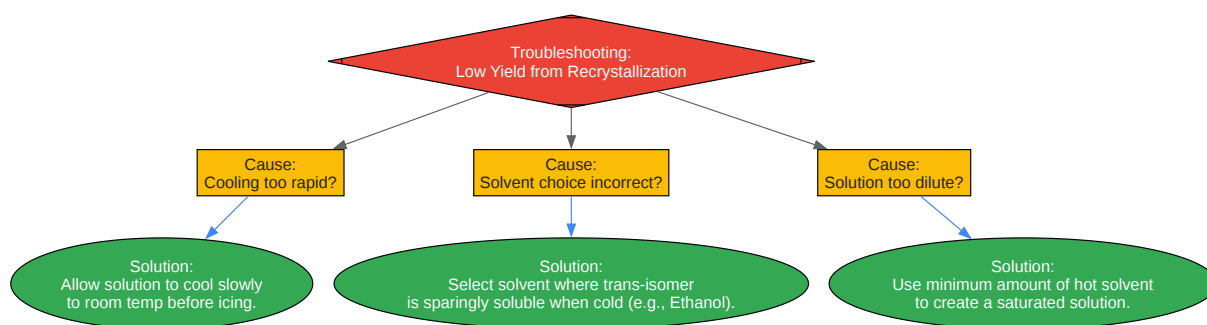 Troubleshooting:
Low Yield from Recrystallization
Cause:
Cooling too rapid?
Cause:
Solvent choice incorrect?
Cause:
Solution too dilute?
Solution:
Allow solution to cool slowly
to room temp before icing.
Solution:
Select solvent where trans-isomer
is sparingly soluble when cold (e.g., Ethanol).
Solution:
Use minimum amount of hot solvent
to create a saturated solution.